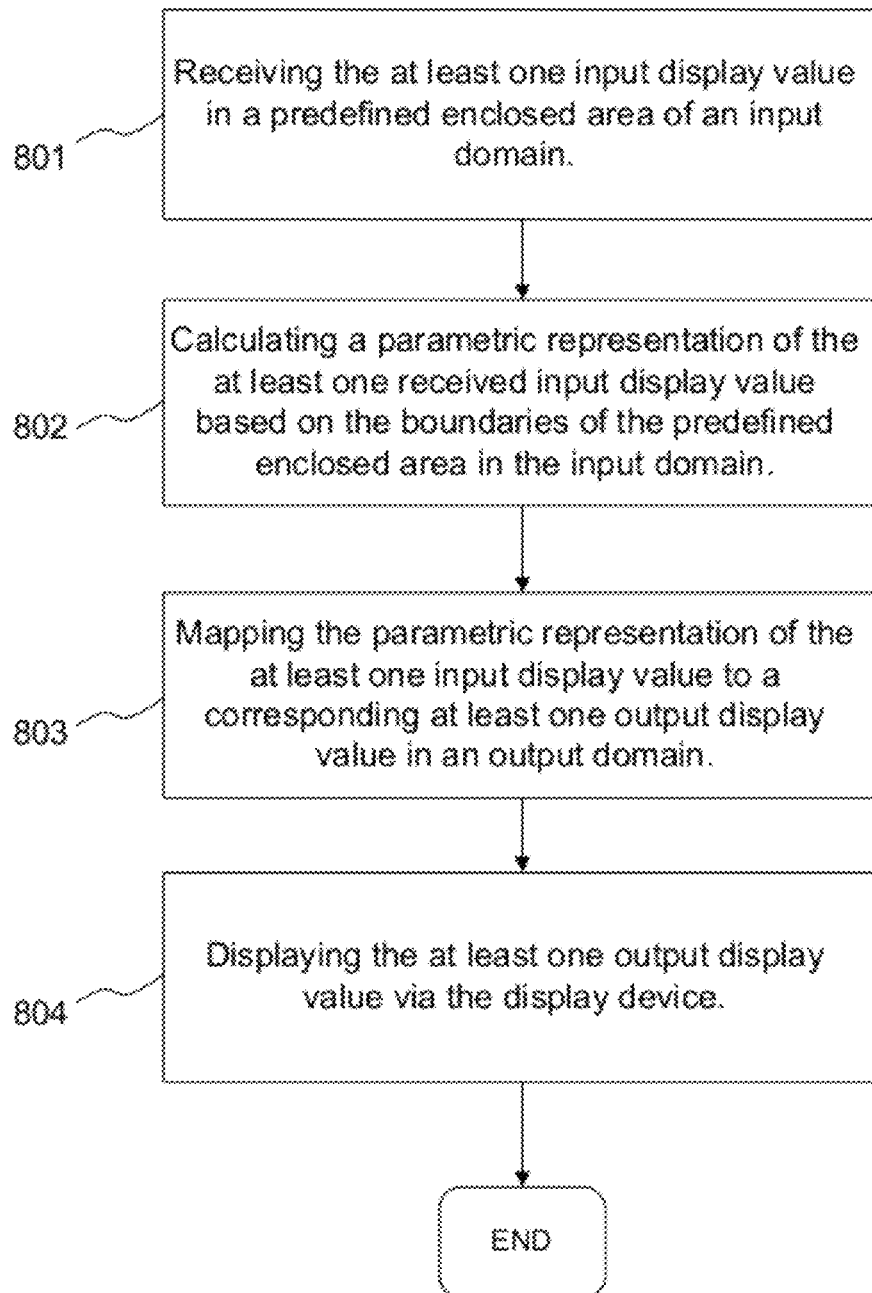 Receiving the at least one input display value
in a predefined enclosed area of an input
domain.
801
Calculating a parametric representation of the
at least one received input display value
based on the boundaries of the predefined
enclosed area in the input domain.
802
Mapping the parametric representation of the
at least one input display value to a
corresponding at least one output display
value in an output domain.
803
Displaying the at least one output display
value via the display device.
804
END